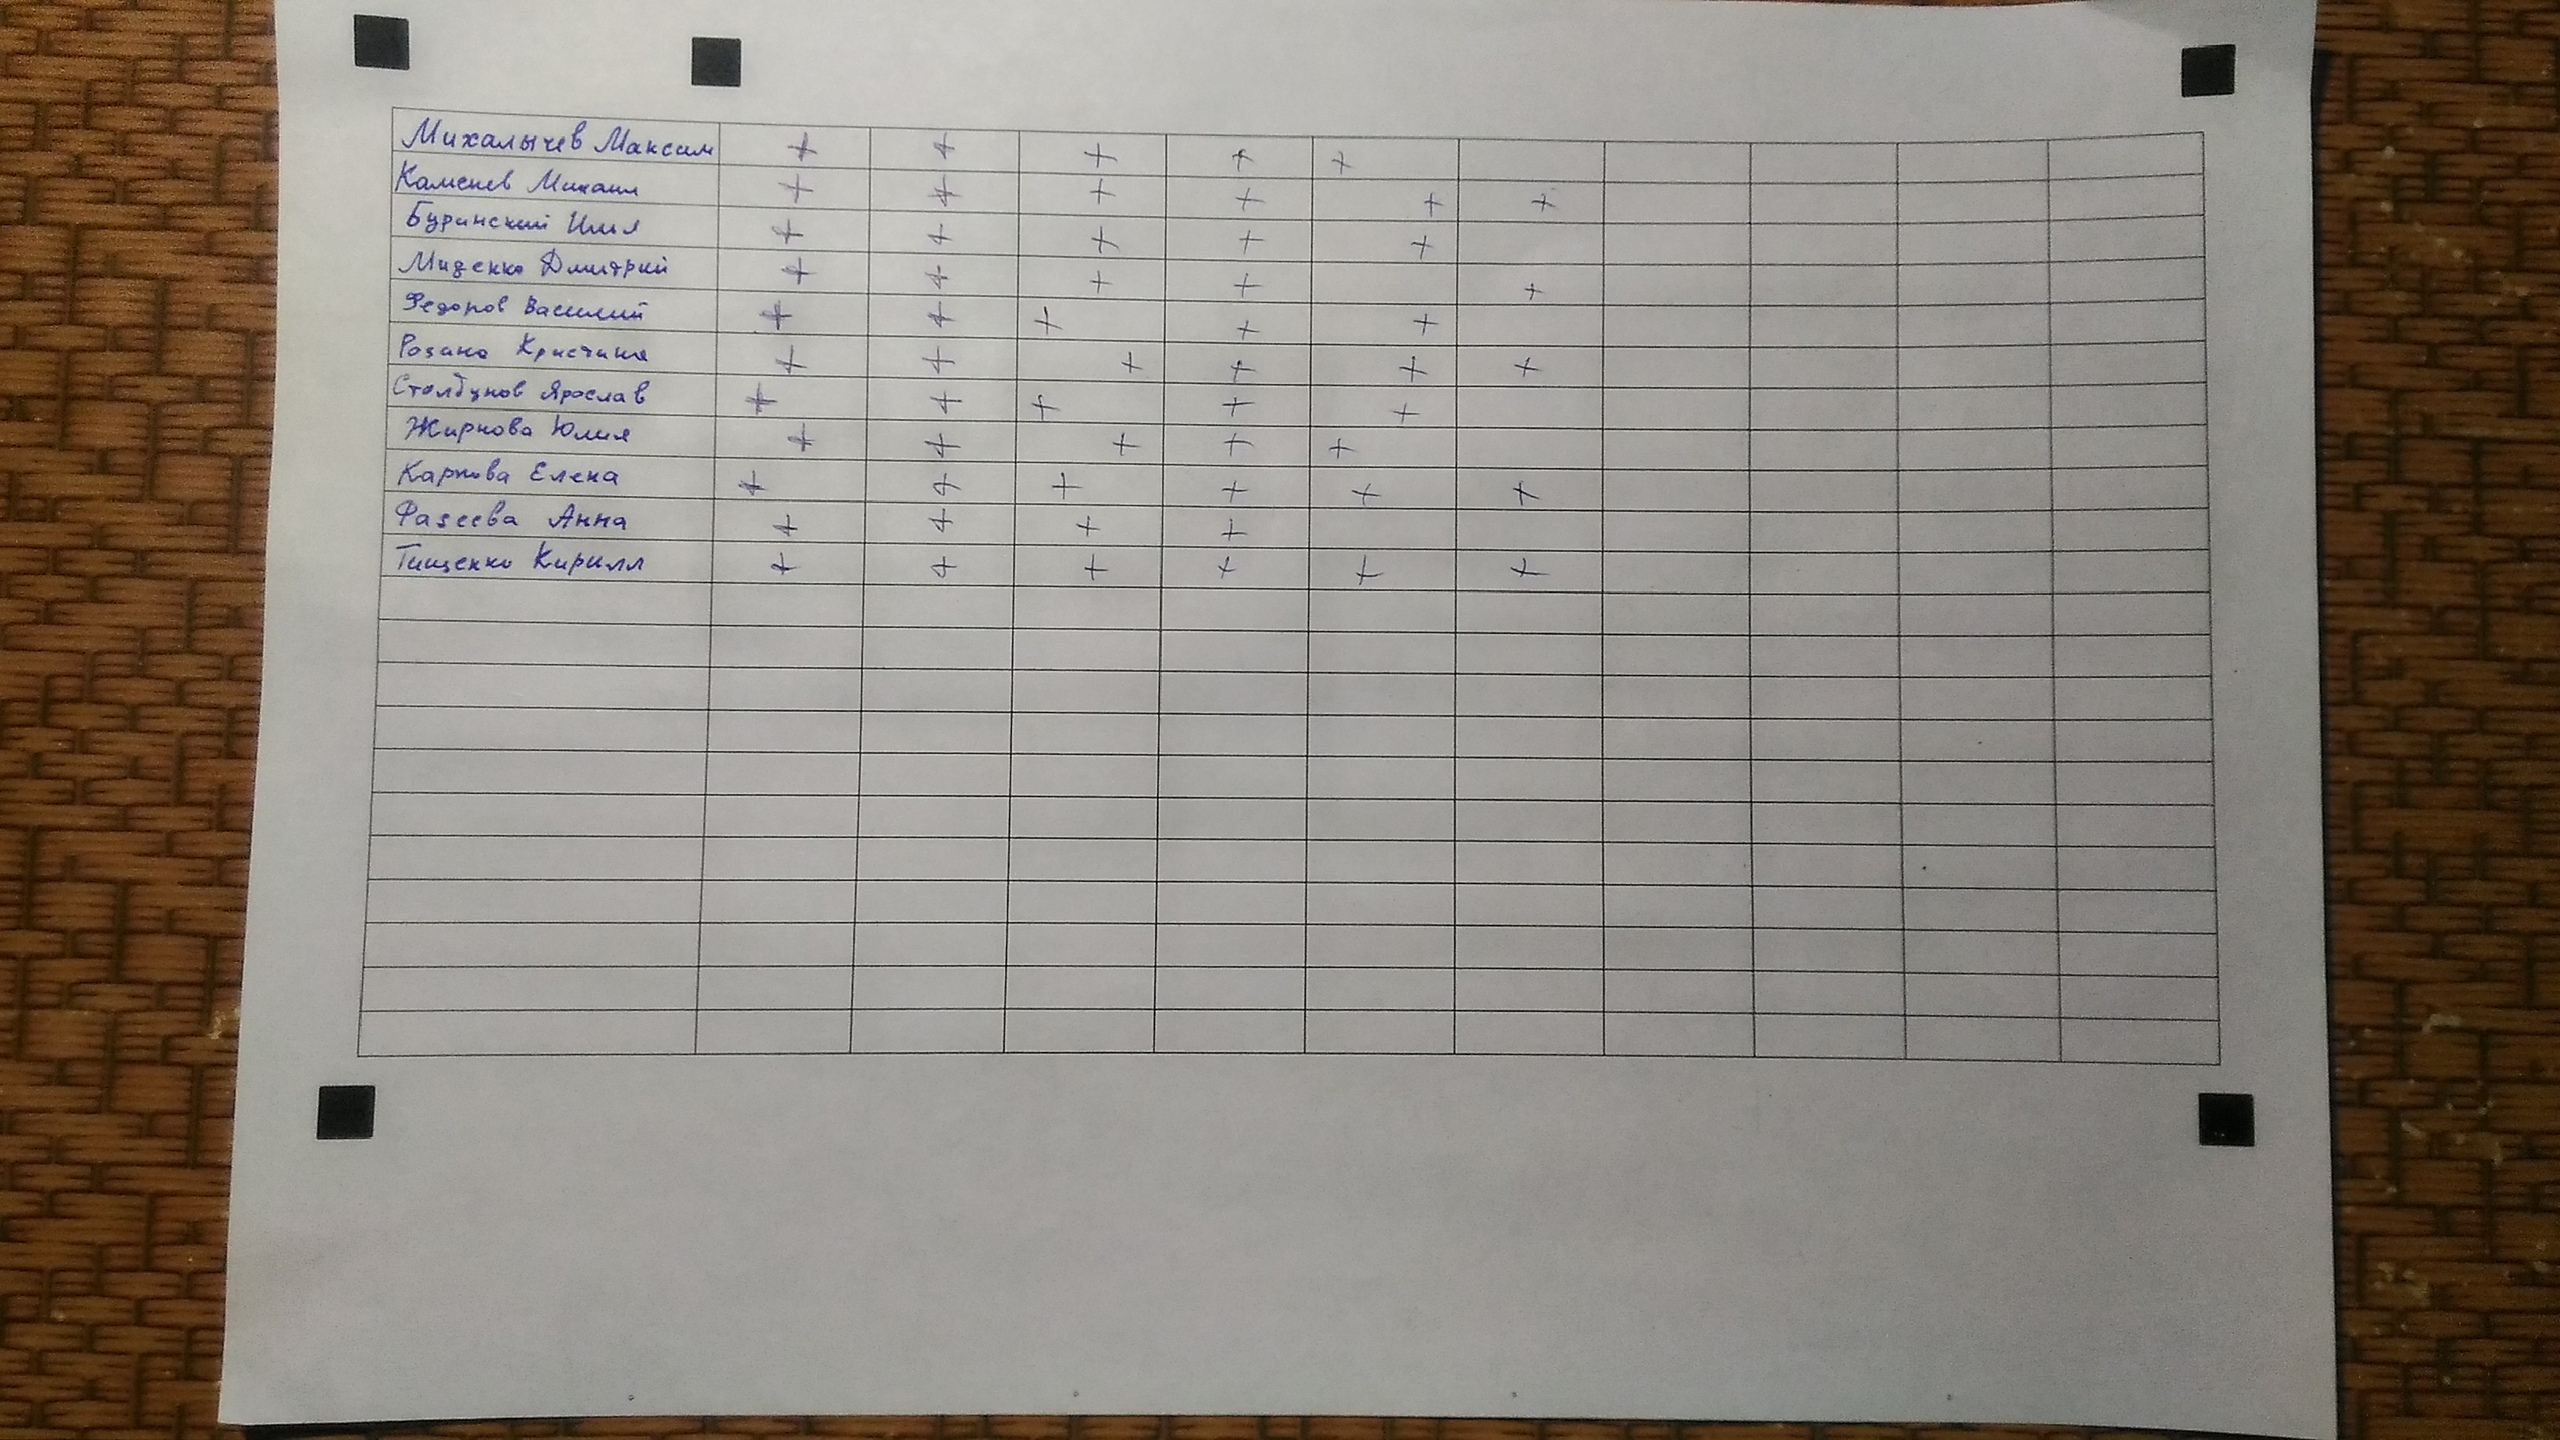 Михалычев Максим + + + + +
Каменев Михаил + + + + + +
Буринский Илья + + + + +
Миденко Дмитрий + + + + +
Федоров Василий + + + + +
Кристина + + + + + +
Столбунов Ярослав + + + + +
Жирнова Юлия + + + + +
Карпова Елена + + + + + +
Фадеева Анна + + + +
Тищенко Кирилл + + + + + +